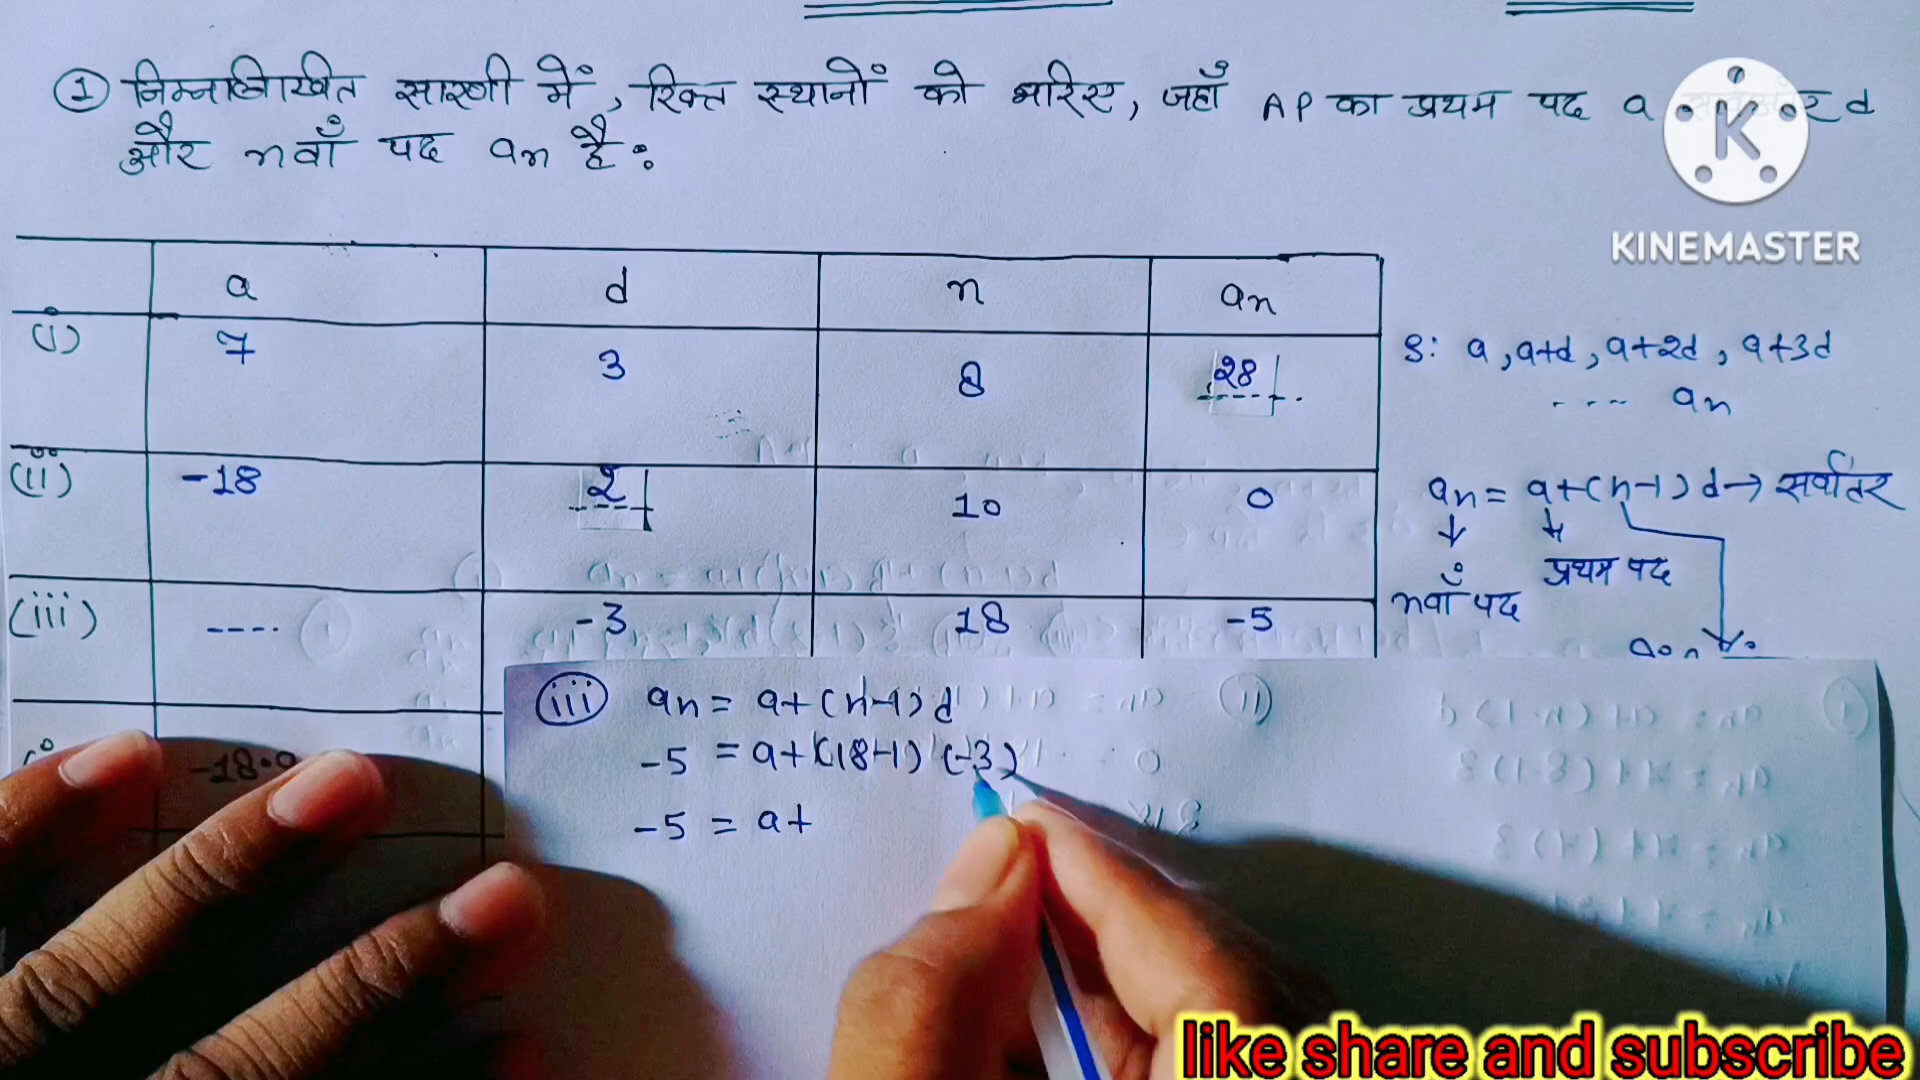 ① निम्नलिखित सारणी में, रिक्त स्थानों को भरिए, जहाँ AP का प्रथम पद a d
और nवाँ पद an है:
KINEMASTER
a d n an
(i) 7 3 8 28
S: a, a+d, a+2d, a+3d
---- an
(ii) -18 2 10 0
an = a+(n-1) d → सर्वांतर
प्रथम पद
nवाँ पद
(iii) ---- -3 18 -5
(iii) an = a+(n-1)d
-5 = a+(18-1) (-3)
-5 = a+
-18.9
like share and subscribe